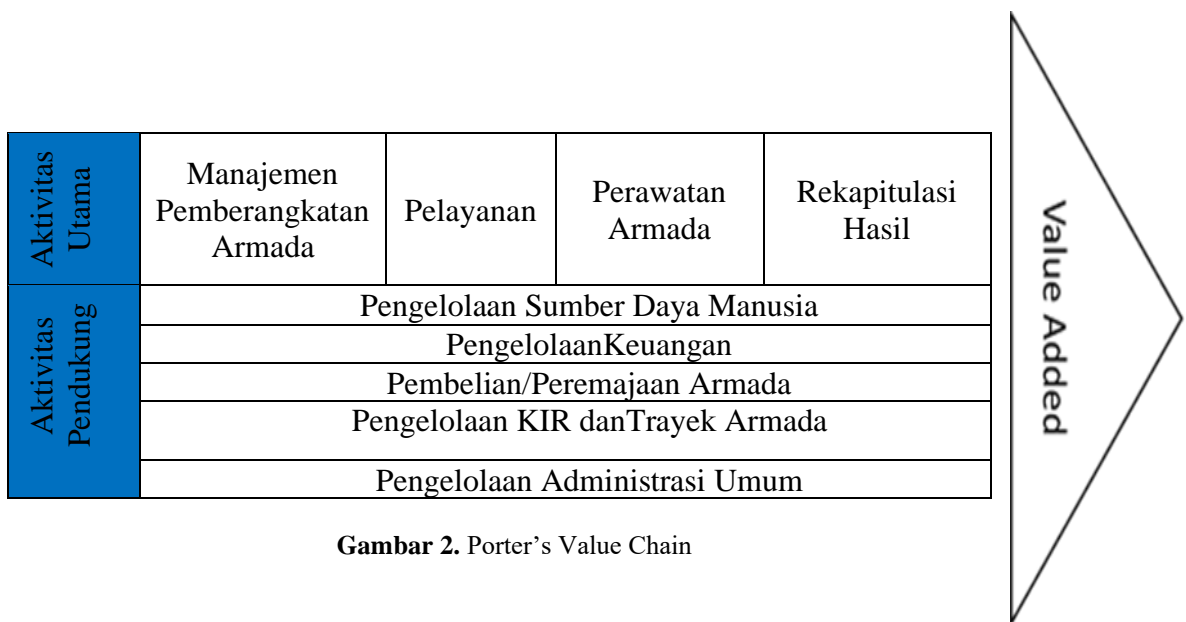 Aktivitas
Utama
Manajemen
Pemberangkatan
Armada
Pelayanan
Perawatan
Armada
Rekapitulasi
Hasil
Aktivitas
Pendukung
Pengelolaan Sumber Daya Manusia
PengelolaanKeuangan
Pembelian/Peremajaan Armada
Pengelolaan KIR danTrayek Armada
Pengelolaan Administrasi Umum
Value Added
Gambar 2. Porter's Value Chain